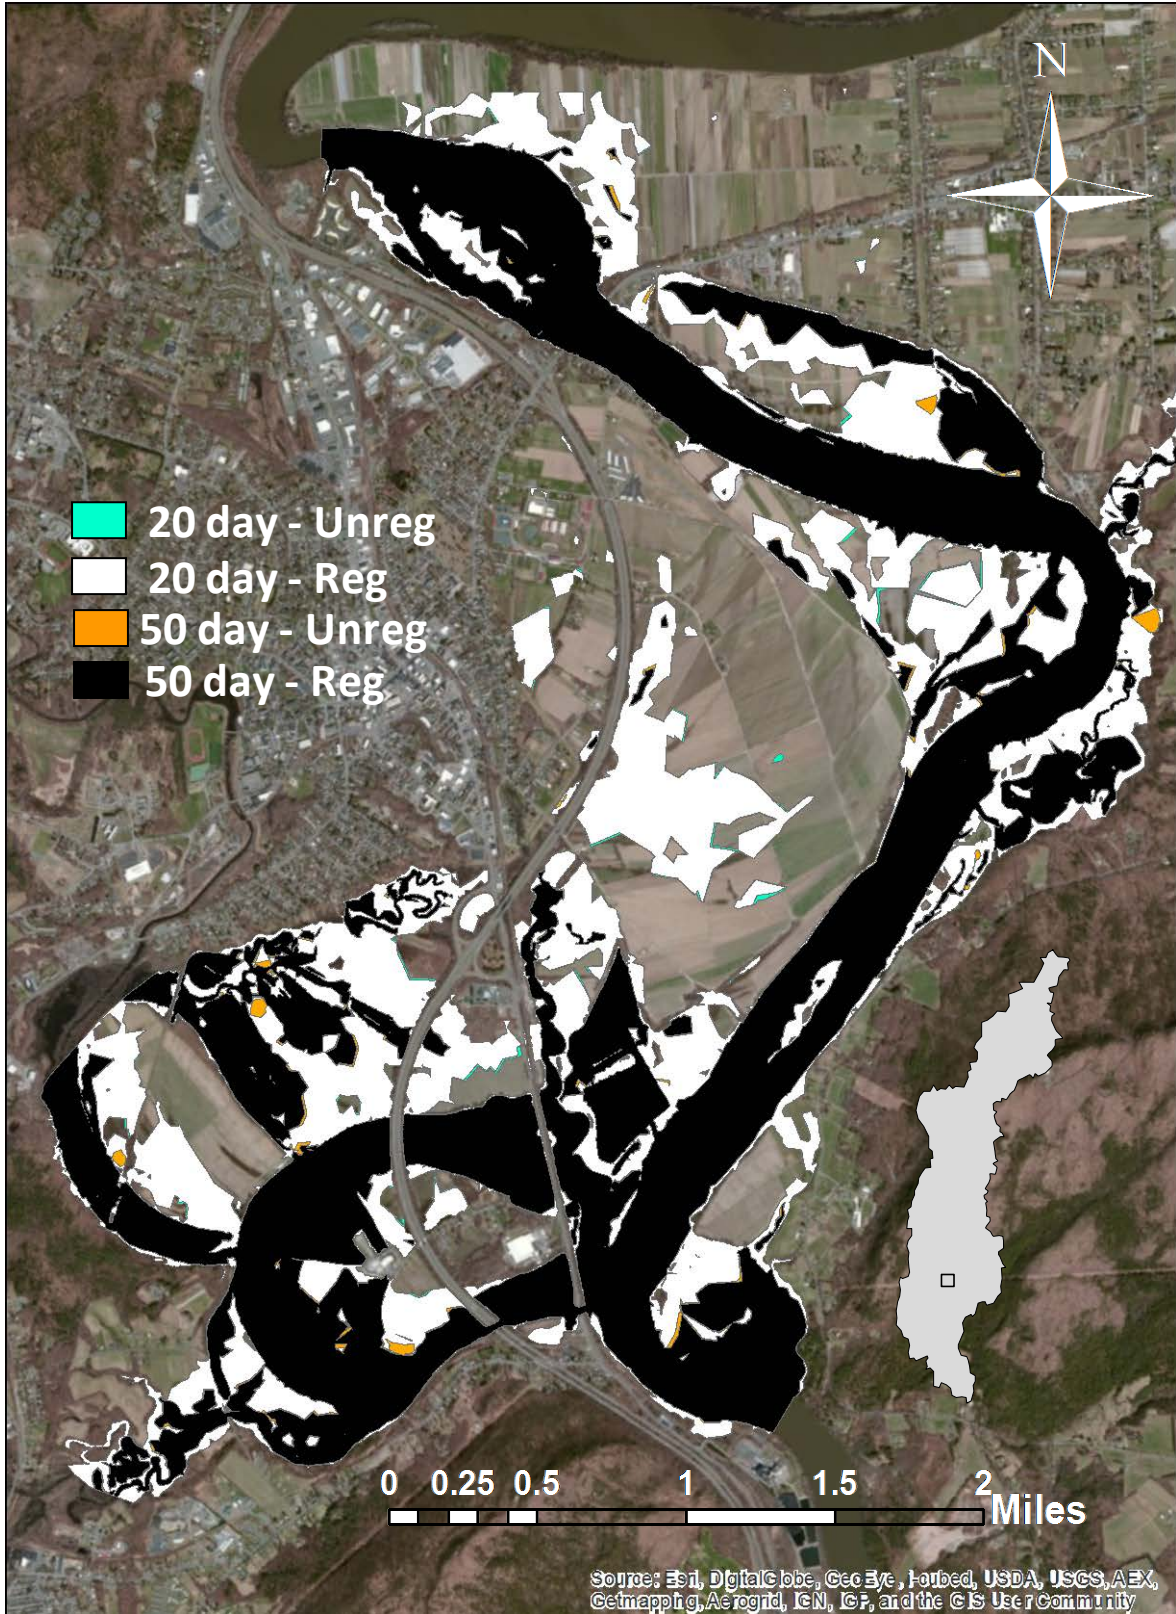 N
20 day - Unreg
20 day - Reg
50 day - Unreg
50 day - Reg
0 0.25 0.5 1 1.5 2
Miles
Source: Esri, DigitalGlobe, GeoEye, i-cubed, USDA, USGS, AEX,
Getmapping, Aerogrid, IGN, IGP, and the GIS User Community